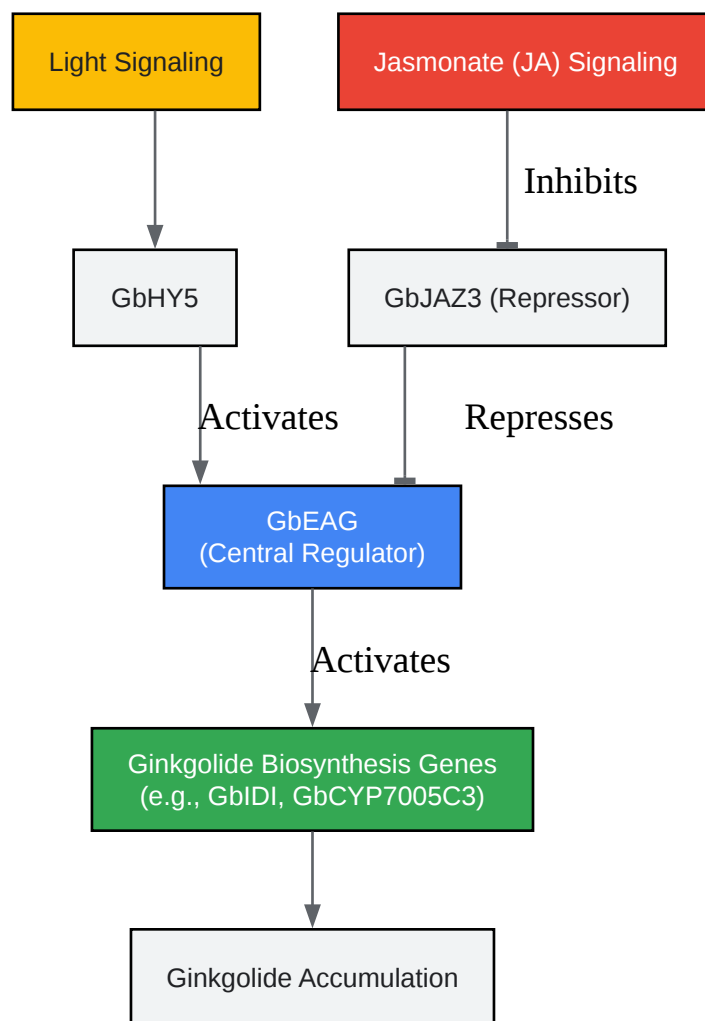 Light Signaling
Jasmonate (JA) Signaling
Inhibits
GbHY5
GbJAZ3 (Repressor)
Activates
Represses
GbEAG
(Central Regulator)
Activates
Ginkgolide Biosynthesis Genes
(e.g., GbIDI, GbCYP7005C3)
Ginkgolide Accumulation